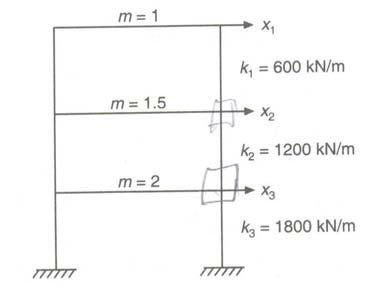 m = 1
x₁
k₁ = 600 kN/m
m = 1.5
x₂
k₂ = 1200 kN/m
m = 2
x₃
k₃ = 1800 kN/m